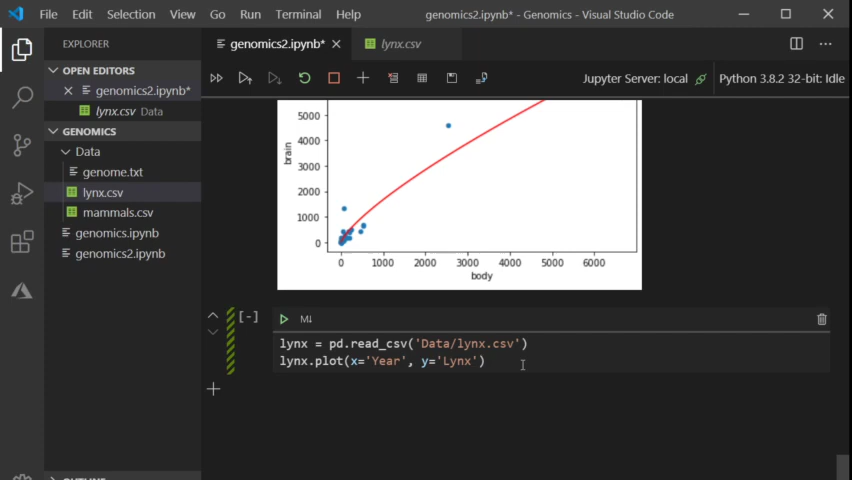 File Edit Selection View Go Run Terminal Help genomics2.ipynb* - Genomics - Visual Studio Code
EXPLORER
genomics2.ipynb*
lynx.csv
OPEN EDITORS
genomics2.ipynb*
lynx.csv Data
GENOMICS
Data
genome.txt
lynx.csv
mammals.csv
genomics.ipynb
genomics2.ipynb
Jupyter Server: local
Python 3.8.2 32-bit: Idle
5000
4000
3000
2000
1000
0
brain
0 1000 2000 3000 4000 5000 6000
body
[-]
M↓
lynx = pd.read_csv('Data/lynx.csv')
lynx.plot(x='Year', y='Lynx')
OUTLINE